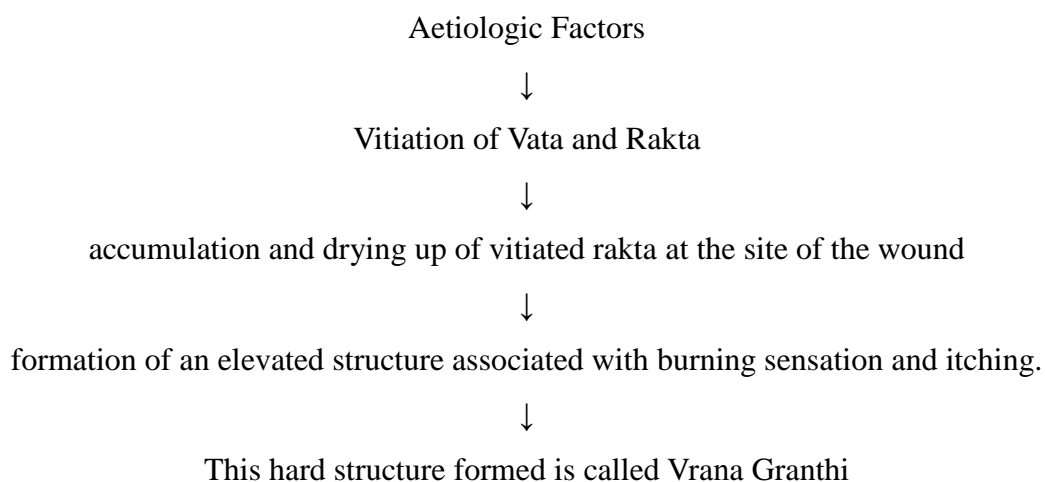 Aetiologic Factors
↓
Vitiation of Vata and Rakta
↓
accumulation and drying up of vitiated rakta at the site of the wound
↓
formation of an elevated structure associated with burning sensation and itching.
↓
This hard structure formed is called Vrana Granthi